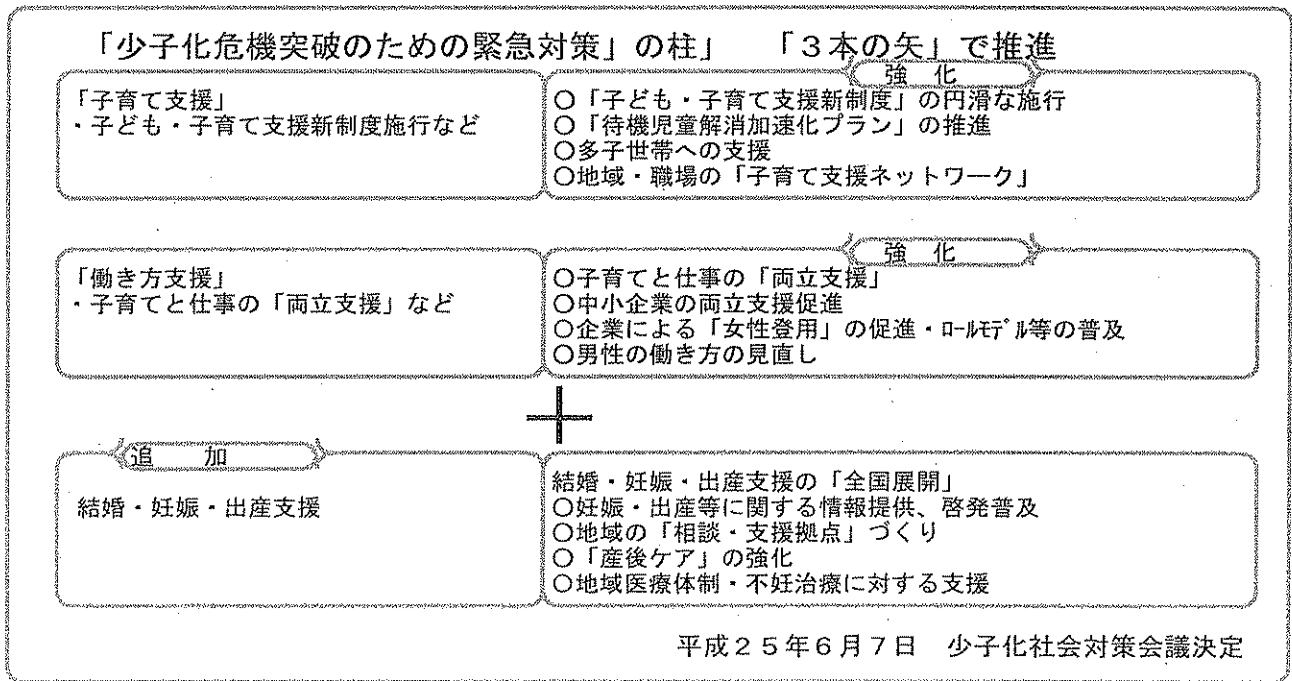 「少子化危機突破のための緊急対策」の柱」　「３本の矢」で推進
「子育て支援」
・子ども・子育て支援新制度施行など
強　化
○「子ども・子育て支援新制度」の円滑な施行
○「待機児童解消加速化プラン」の推進
○多子世帯への支援
○地域・職場の「子育て支援ネットワーク」
「働き方支援」
・子育てと仕事の「両立支援」など
強　化
○子育てと仕事の「両立支援」
○中小企業の両立支援促進
○企業による「女性登用」の促進・ﾛｰﾙﾓﾃﾞﾙ等の普及
○男性の働き方の見直し
＋
追　加
結婚・妊娠・出産支援
結婚・妊娠・出産支援の「全国展開」
○妊娠・出産等に関する情報提供、啓発普及
○地域の「相談・支援拠点」づくり
○「産後ケア」の強化
○地域医療体制・不妊治療に対する支援
平成２５年６月７日　少子化社会対策会議決定